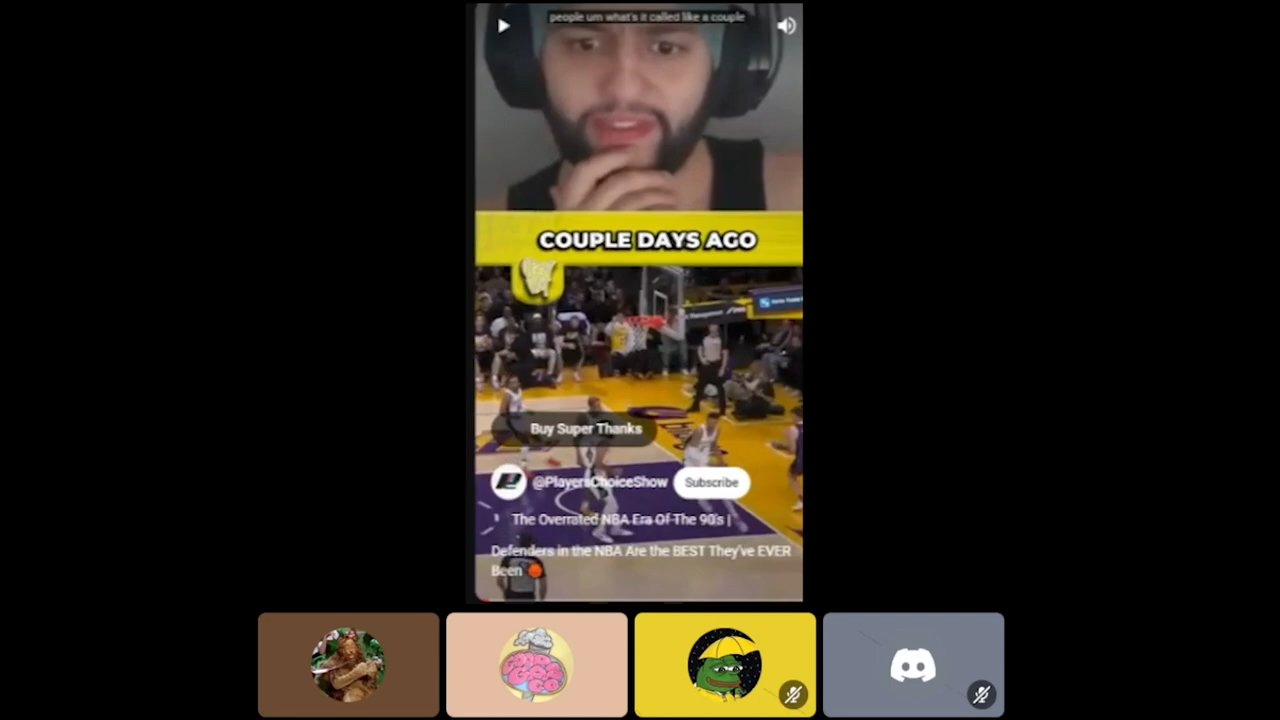 people um what's it called like a couple
COUPLE DAYS AGO
Buy Super Thanks
@PlayersChoiceShow
Subscribe
The Overrated NBA Era Of The 90's |
Defenders in the NBA Are the BEST They've EVER
Been